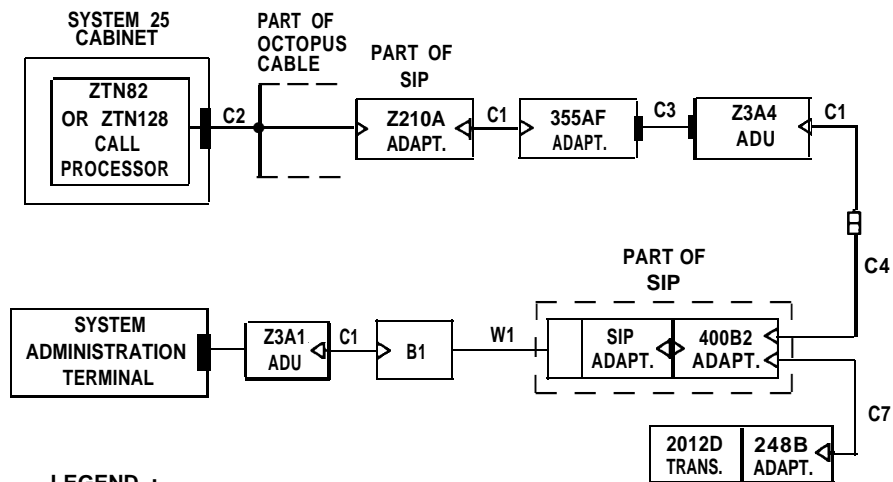 SYSTEM 25
CABINET
PART OF
OCTOPUS
CABLE
PART OF
SIP
ZTN82
OR ZTN128
CALL
PROCESSOR
C2
Z210A
ADAPT.
C1
355AF
ADAPT.
C3
Z3A4
ADU
C1
C4
PART OF
SIP
SYSTEM
ADMINISTRATION
TERMINAL
Z3A1
ADU
C1
B1
W1
SIP
ADAPT.
400B2
ADAPT.
C7
2012D
TRANS.
248B
ADAPT.
LEGEND :